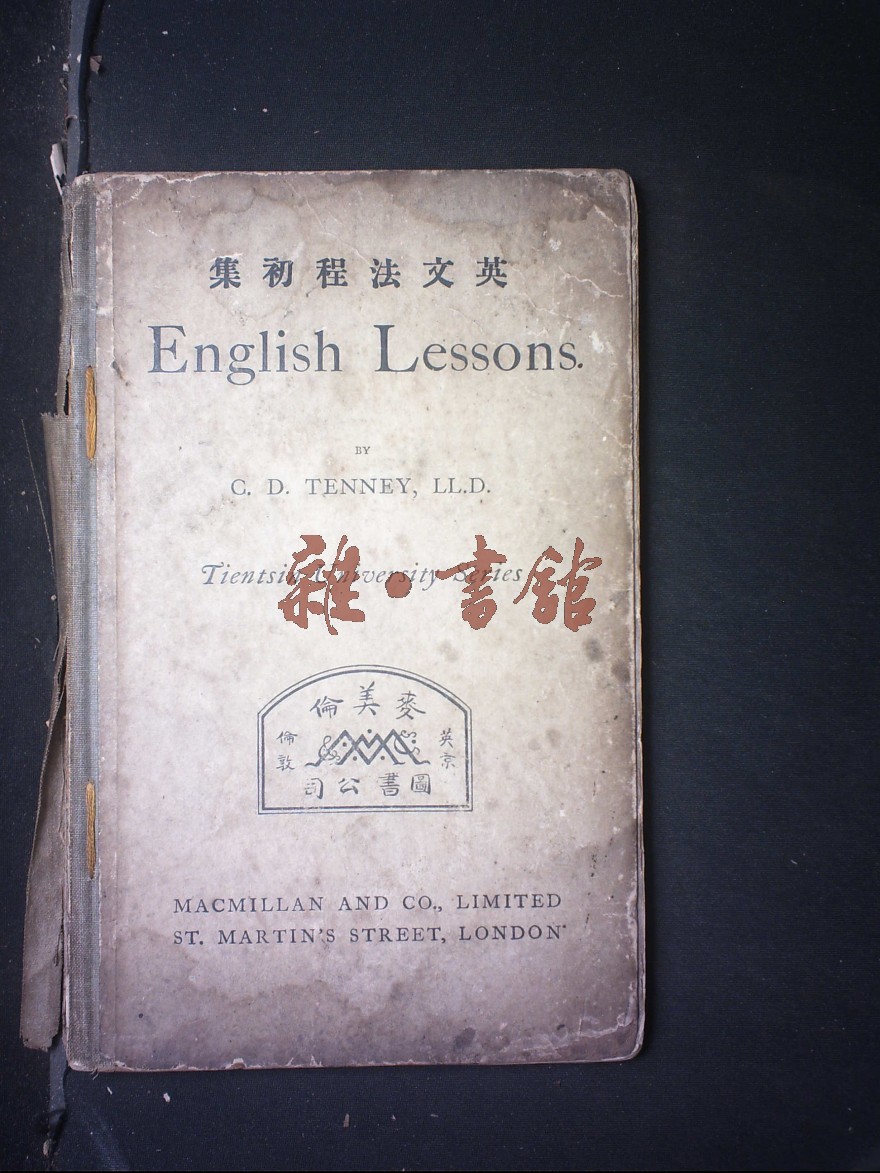 英文法程初集
English Lessons.
BY
C. D. TENNEY, LL.D.
Tientsin University Series
雜·書館
麥美倫
英京
倫敦
圖書公司
MACMILLAN AND CO., LIMITED
ST. MARTIN'S STREET, LONDON